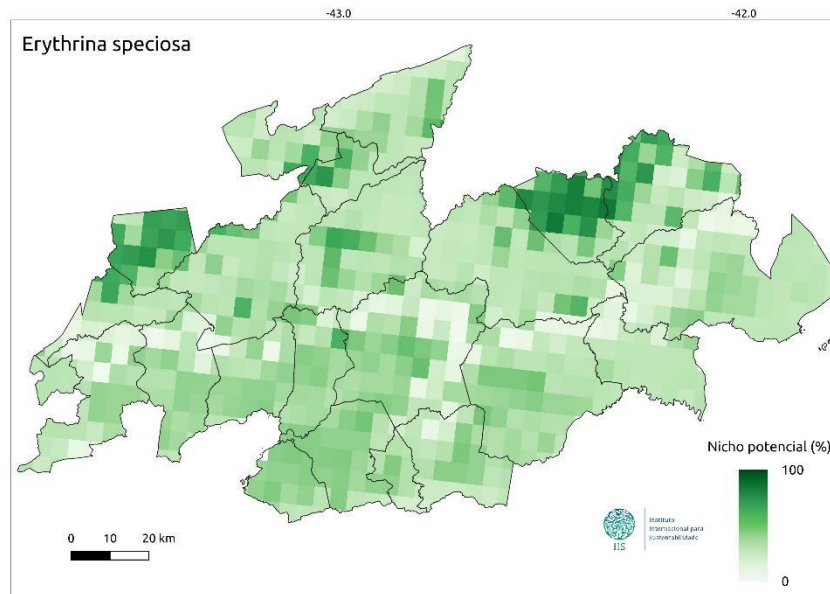 -43.0 -42.0
Erythrina speciosa
Nicho potencial (%)
100
0
0 10 20 km
Instituto
Internacional para
Sustentabilidade
IIS